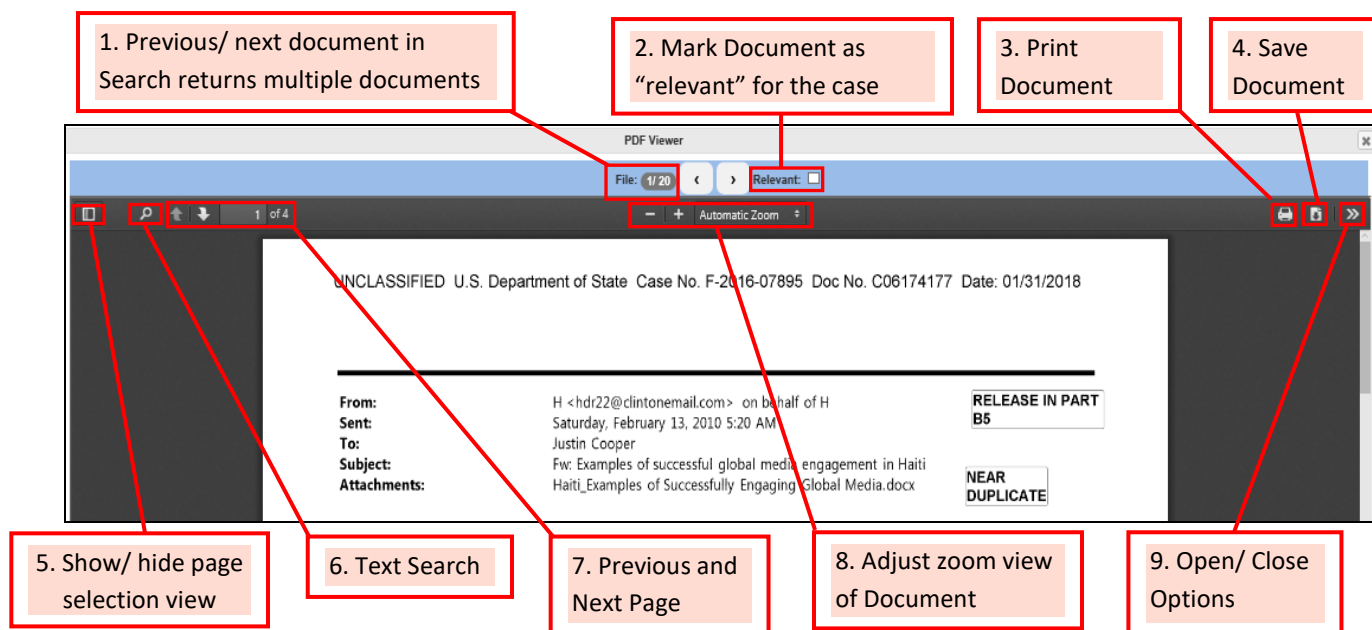 1. Previous/ next document in
Search returns multiple documents
2. Mark Document as
“relevant” for the case
3. Print
Document
4. Save
Document
PDF Viewer
File: 1/ 20 ‹ › Relevant:
1 of 4
− + Automatic Zoom
UNCLASSIFIED U.S. Department of State Case No. F-2016-07895 Doc No. C06174177 Date: 01/31/2018
From: H <hdr22@clintonemail.com> on behalf of H
Sent: Saturday, February 13, 2010 5:20 AM
To: Justin Cooper
Subject: Fw: Examples of successful global media engagement in Haiti
Attachments: Haiti_Examples of Successfully Engaging Global Media.docx
RELEASE IN PART
B5
NEAR
DUPLICATE
5. Show/ hide page
selection view
6. Text Search
7. Previous and
Next Page
8. Adjust zoom view
of Document
9. Open/ Close
Options